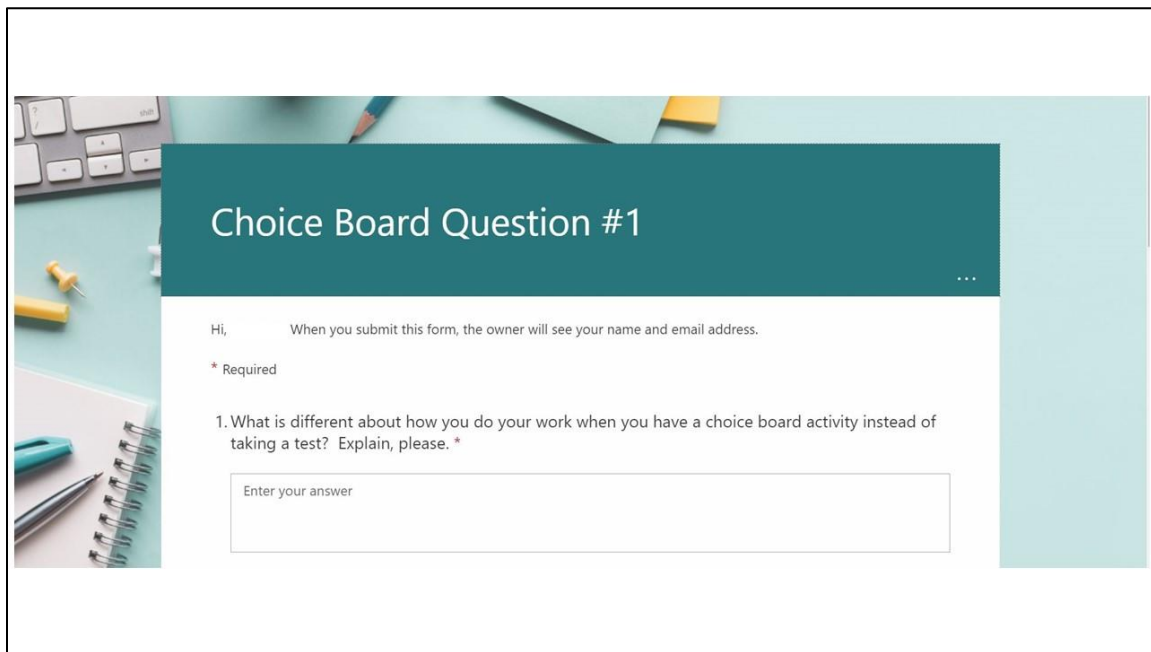 Choice Board Question #1
...
Hi, When you submit this form, the owner will see your name and email address.
* Required
1. What is different about how you do your work when you have a choice board activity instead of
taking a test?  Explain, please. *
Enter your answer
shift
?
/